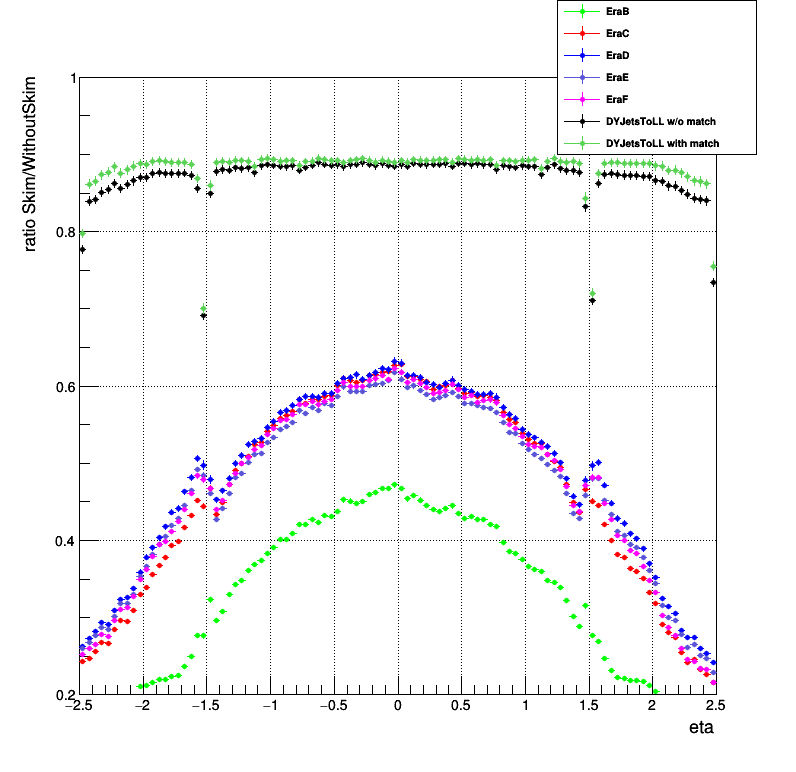 EraB
EraC
EraD
EraE
EraF
DYJetsToLL w/o match
DYJetsToLL with match
ratio Skim/WithoutSkim
1
0.8
0.6
0.4
0.2
−2.5 −2 −1.5 −1 −0.5 0 0.5 1 1.5 2 2.5
eta